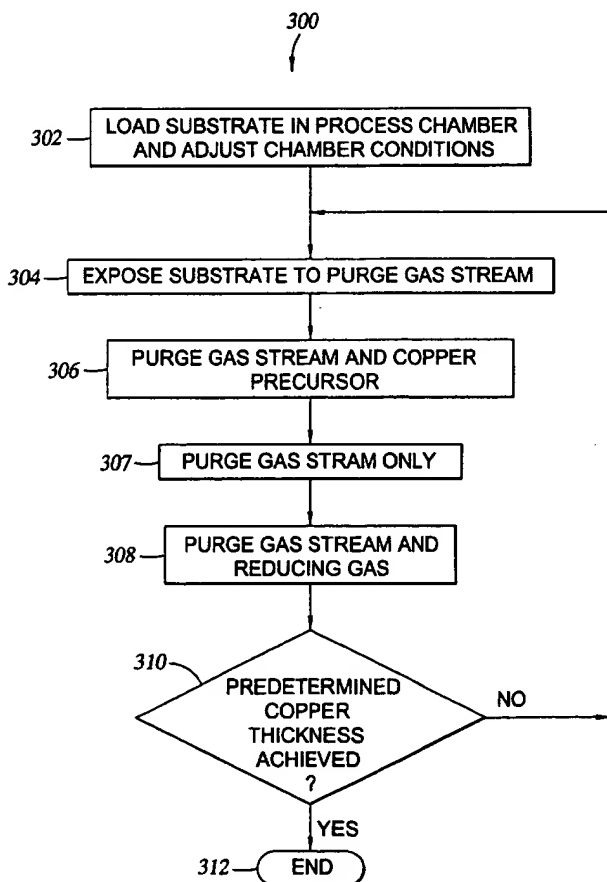 300
302
LOAD SUBSTRATE IN PROCESS CHAMBER
AND ADJUST CHAMBER CONDITIONS
304
EXPOSE SUBSTRATE TO PURGE GAS STREAM
306
PURGE GAS STREAM AND COPPER
PRECURSOR
307
PURGE GAS STRAM ONLY
308
PURGE GAS STREAM AND
REDUCING GAS
310
PREDETERMINED
COPPER
THICKNESS
ACHIEVED
?
NO
YES
312
END